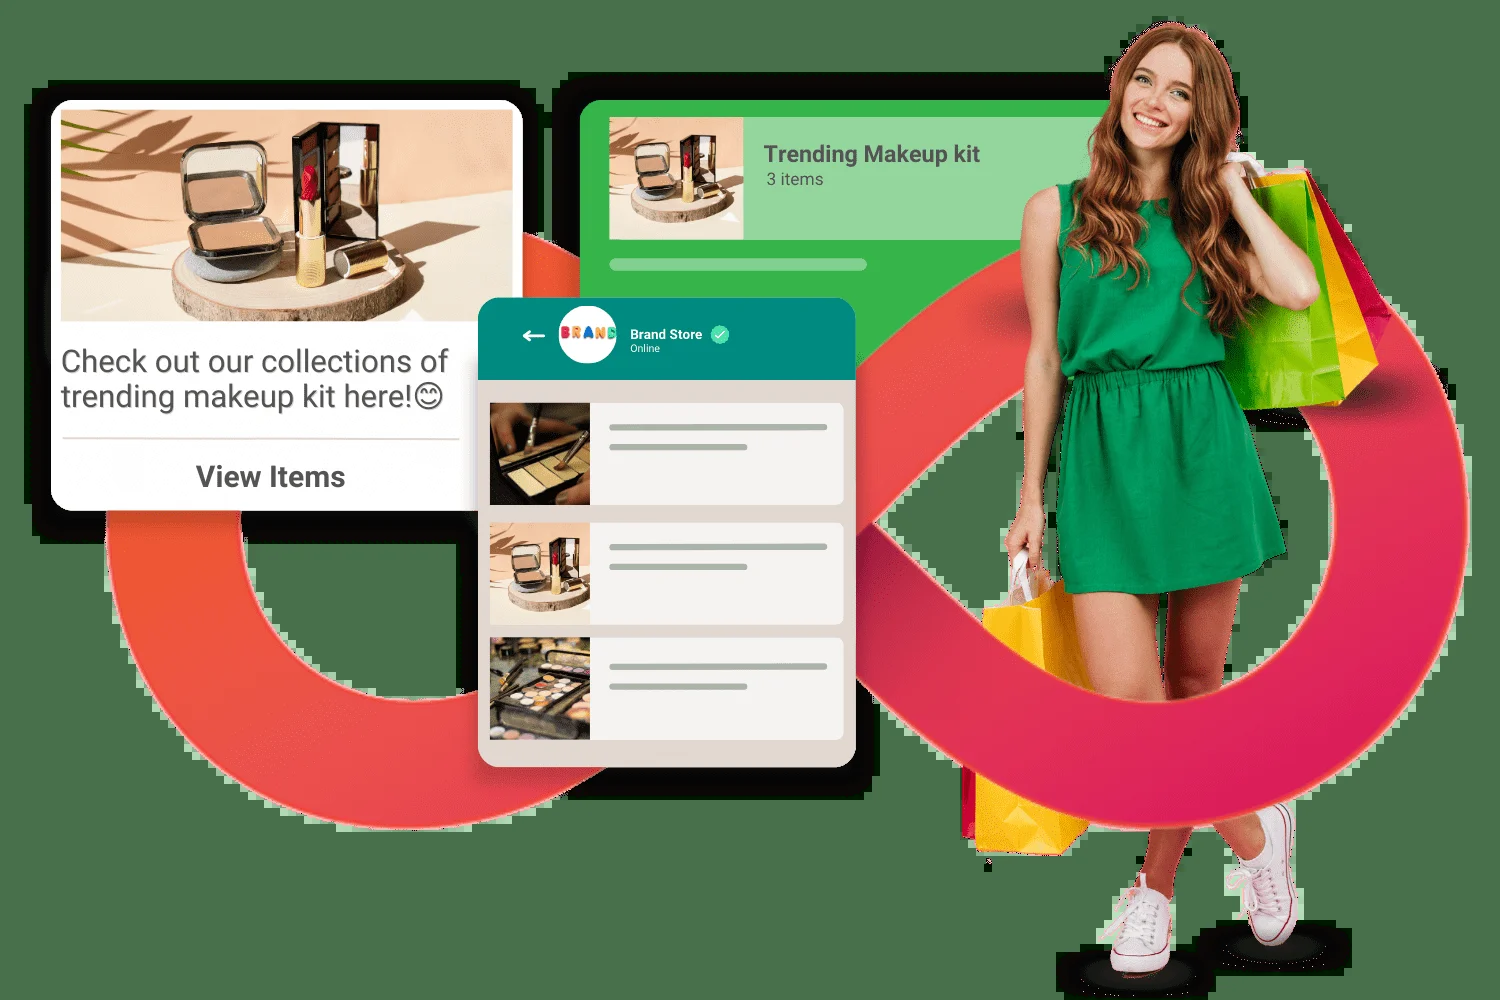 Trending Makeup kit
3 items
BRAND
Brand Store
Online
Check out our collections of
trending makeup kit here!😊
View Items